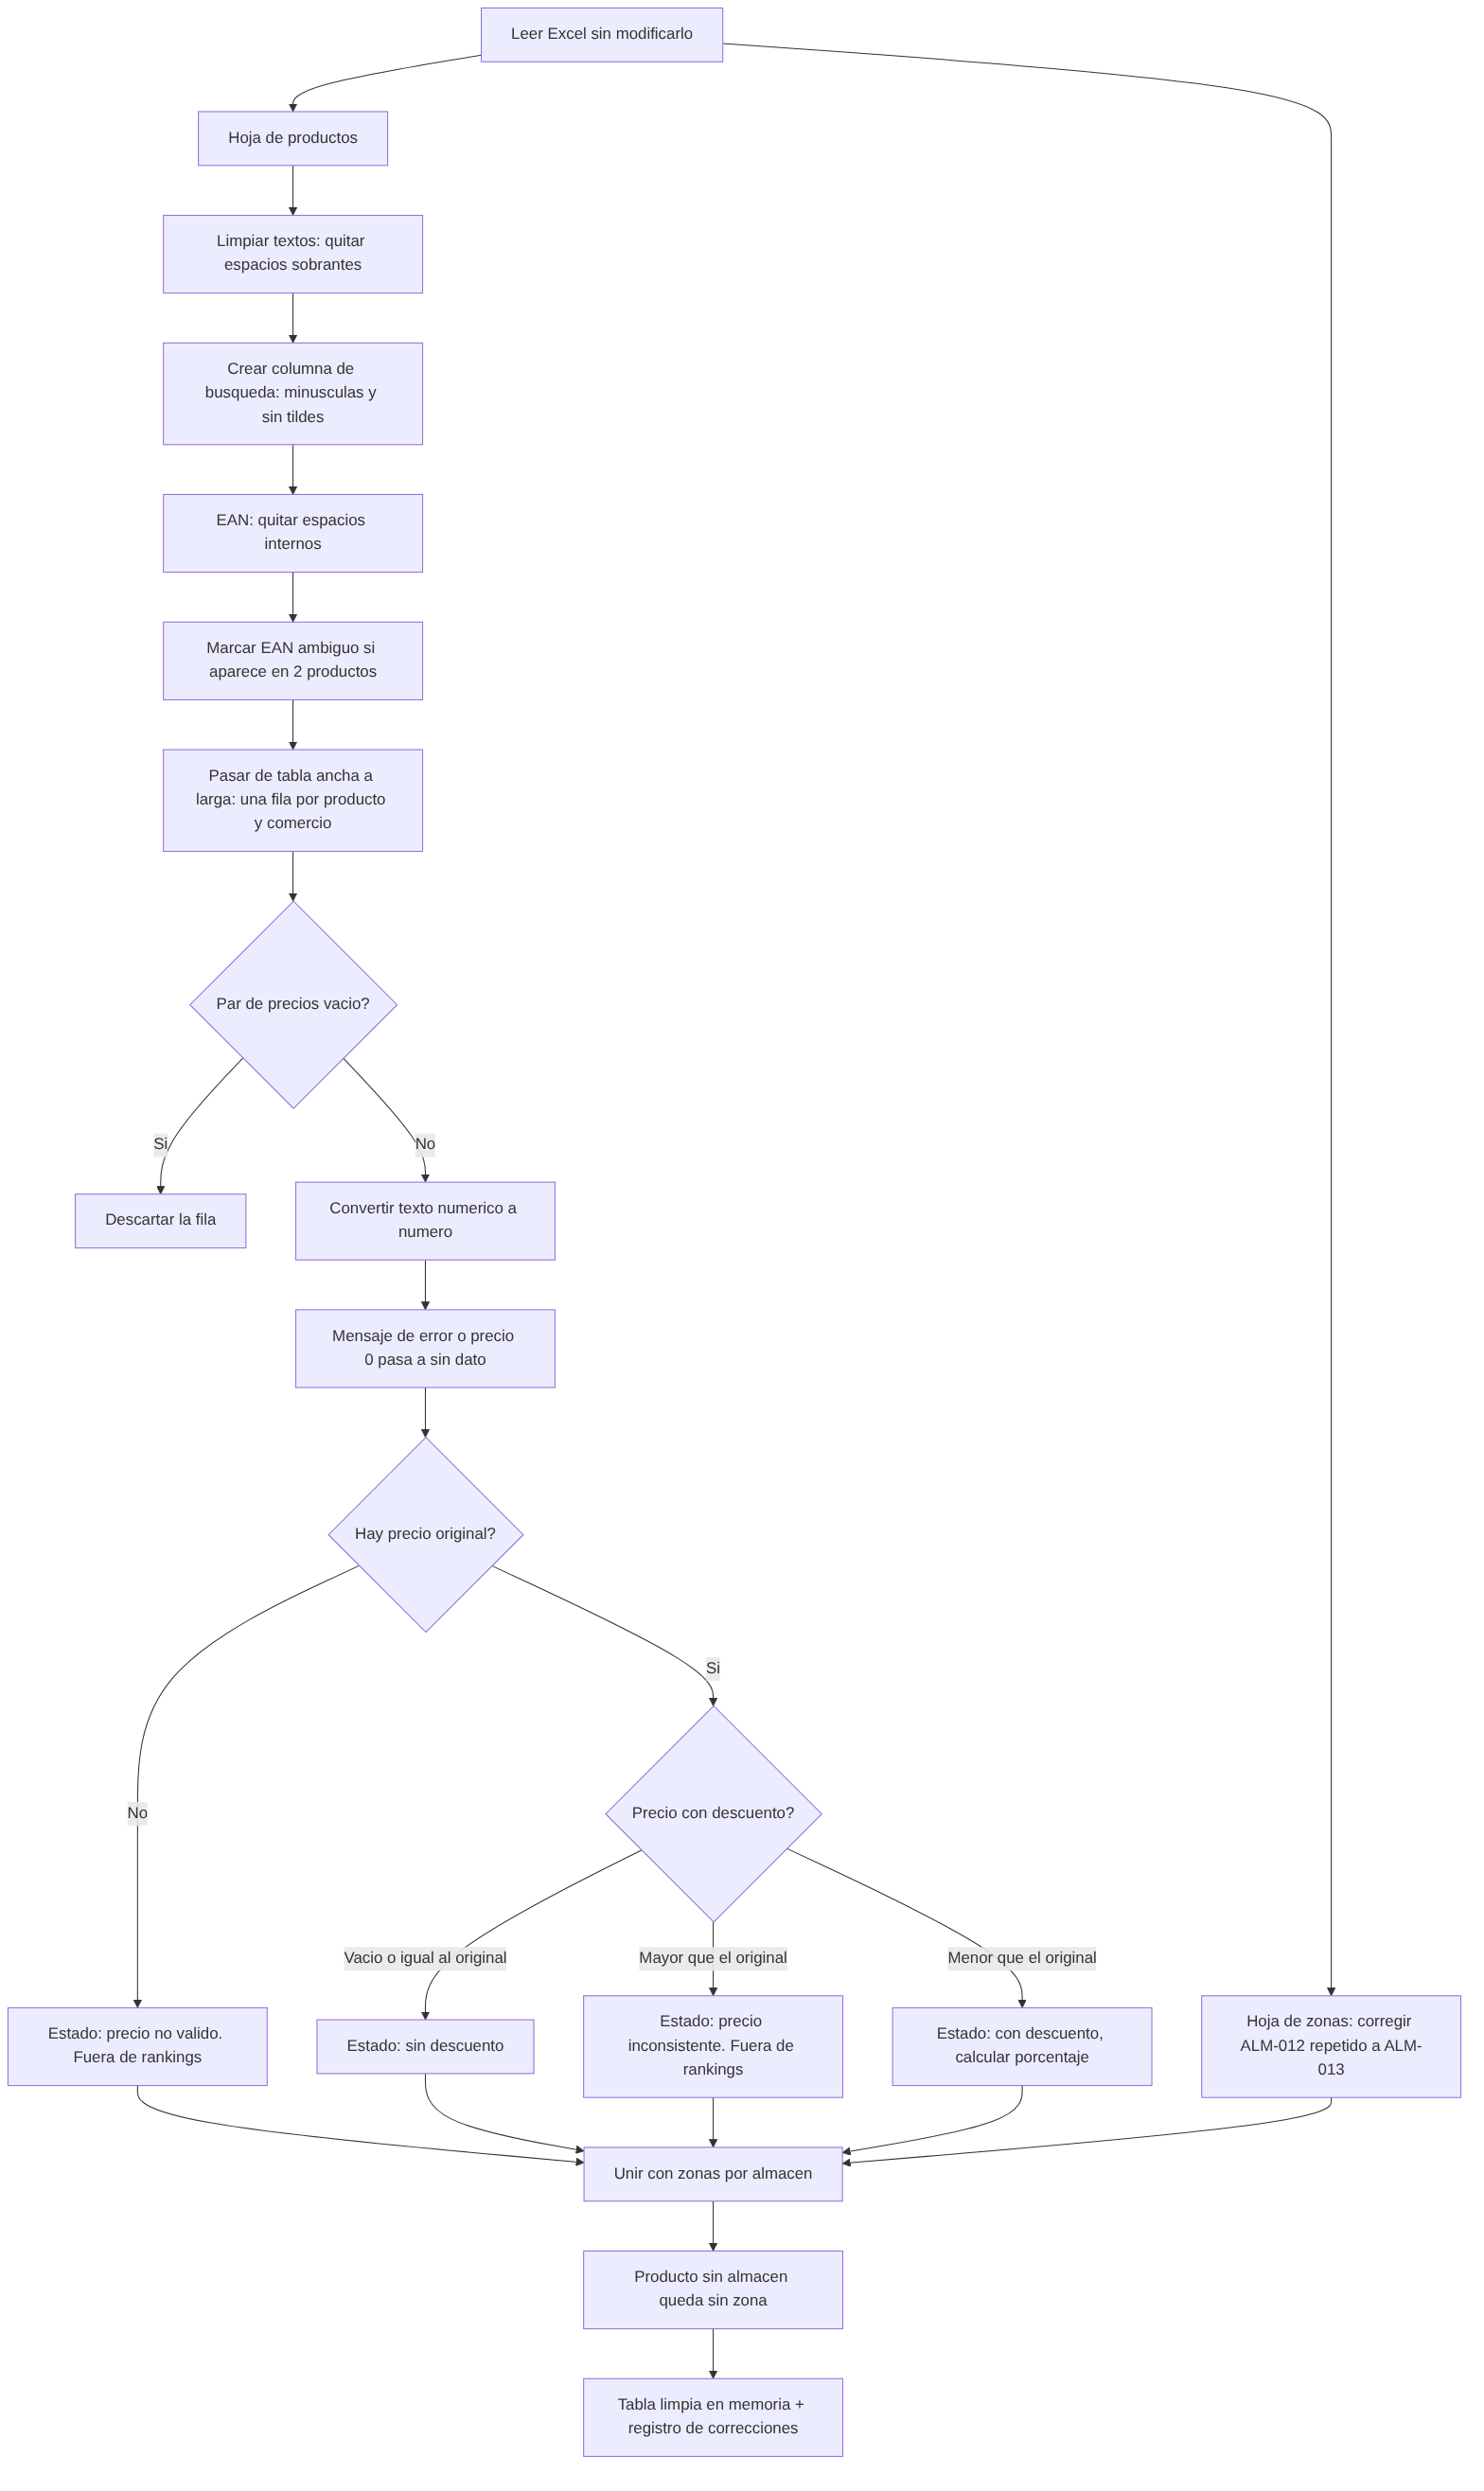 Leer Excel sin modificarlo
Hoja de productos
Limpiar textos: quitar
espacios sobrantes
Crear columna de
busqueda: minusculas y
sin tildes
EAN: quitar espacios
internos
Marcar EAN ambiguo si
aparece en 2 productos
Pasar de tabla ancha a
larga: una fila por producto
y comercio
Par de precios vacio?
Si
No
Descartar la fila
Convertir texto numerico a
numero
Mensaje de error o precio
0 pasa a sin dato
Hay precio original?
Si
No
Precio con descuento?
Vacio o igual al original
Mayor que el original
Menor que el original
Estado: precio no valido.
Fuera de rankings
Estado: sin descuento
Estado: precio
inconsistente. Fuera de
rankings
Estado: con descuento,
calcular porcentaje
Hoja de zonas: corregir
ALM-012 repetido a ALM-
013
Unir con zonas por almacen
Producto sin almacen
queda sin zona
Tabla limpia en memoria +
registro de correcciones